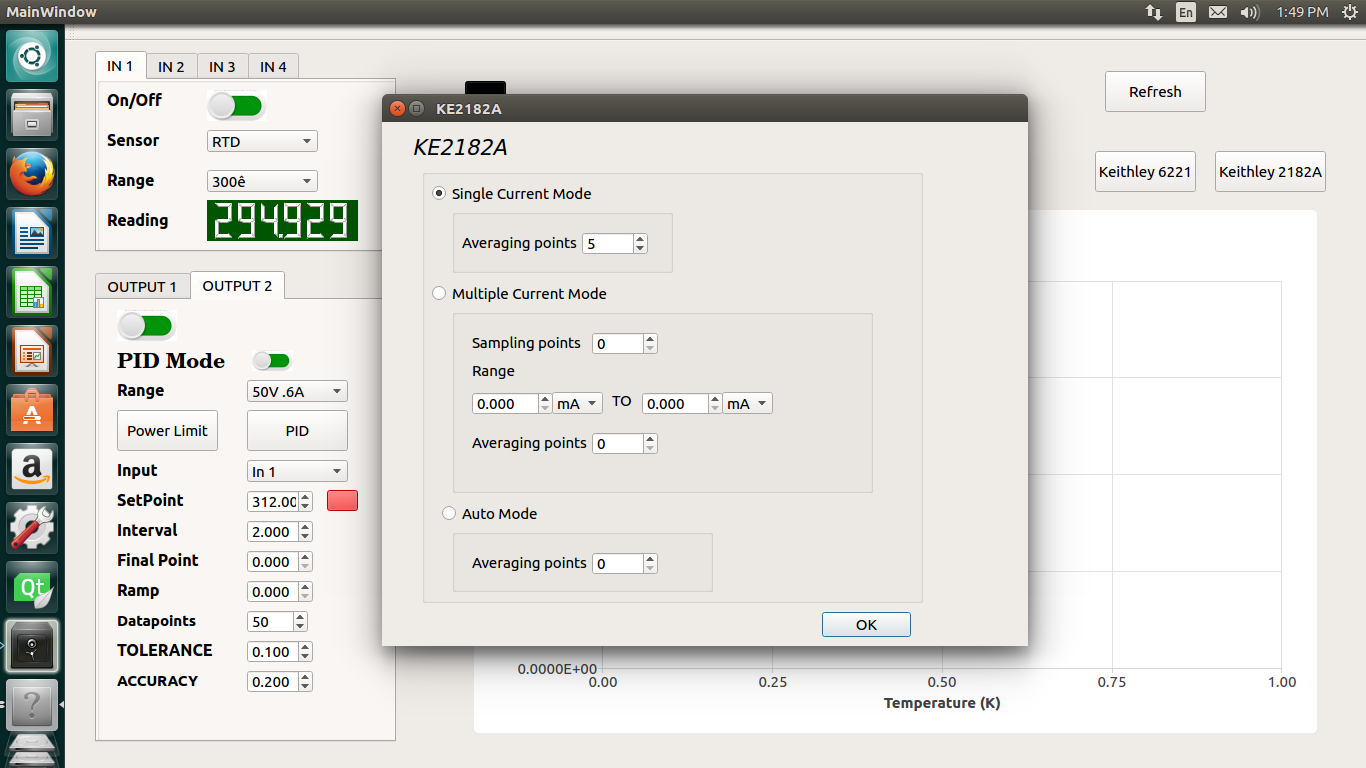 MainWindow En 1:49 PM
IN 1 IN 2 IN 3 IN 4
On/Off
Sensor RTD
Range 300ê
Reading 294.929
OUTPUT 1 OUTPUT 2
PID Mode
Range 50V .6A
Power Limit PID
Input In 1
SetPoint 312.00
Interval 2.000
Final Point 0.000
Ramp 0.000
Datapoints 50
TOLERANCE 0.100
ACCURACY 0.200
KE2182A
KE2182A
Single Current Mode
Averaging points 5
Multiple Current Mode
Sampling points 0
Range
0.000 mA TO 0.000 mA
Averaging points 0
Auto Mode
Averaging points 0
OK
Refresh
Keithley 6221 Keithley 2182A
0.0000E+00
0.00 0.25 0.50 0.75 1.00
Temperature (K)
Qt